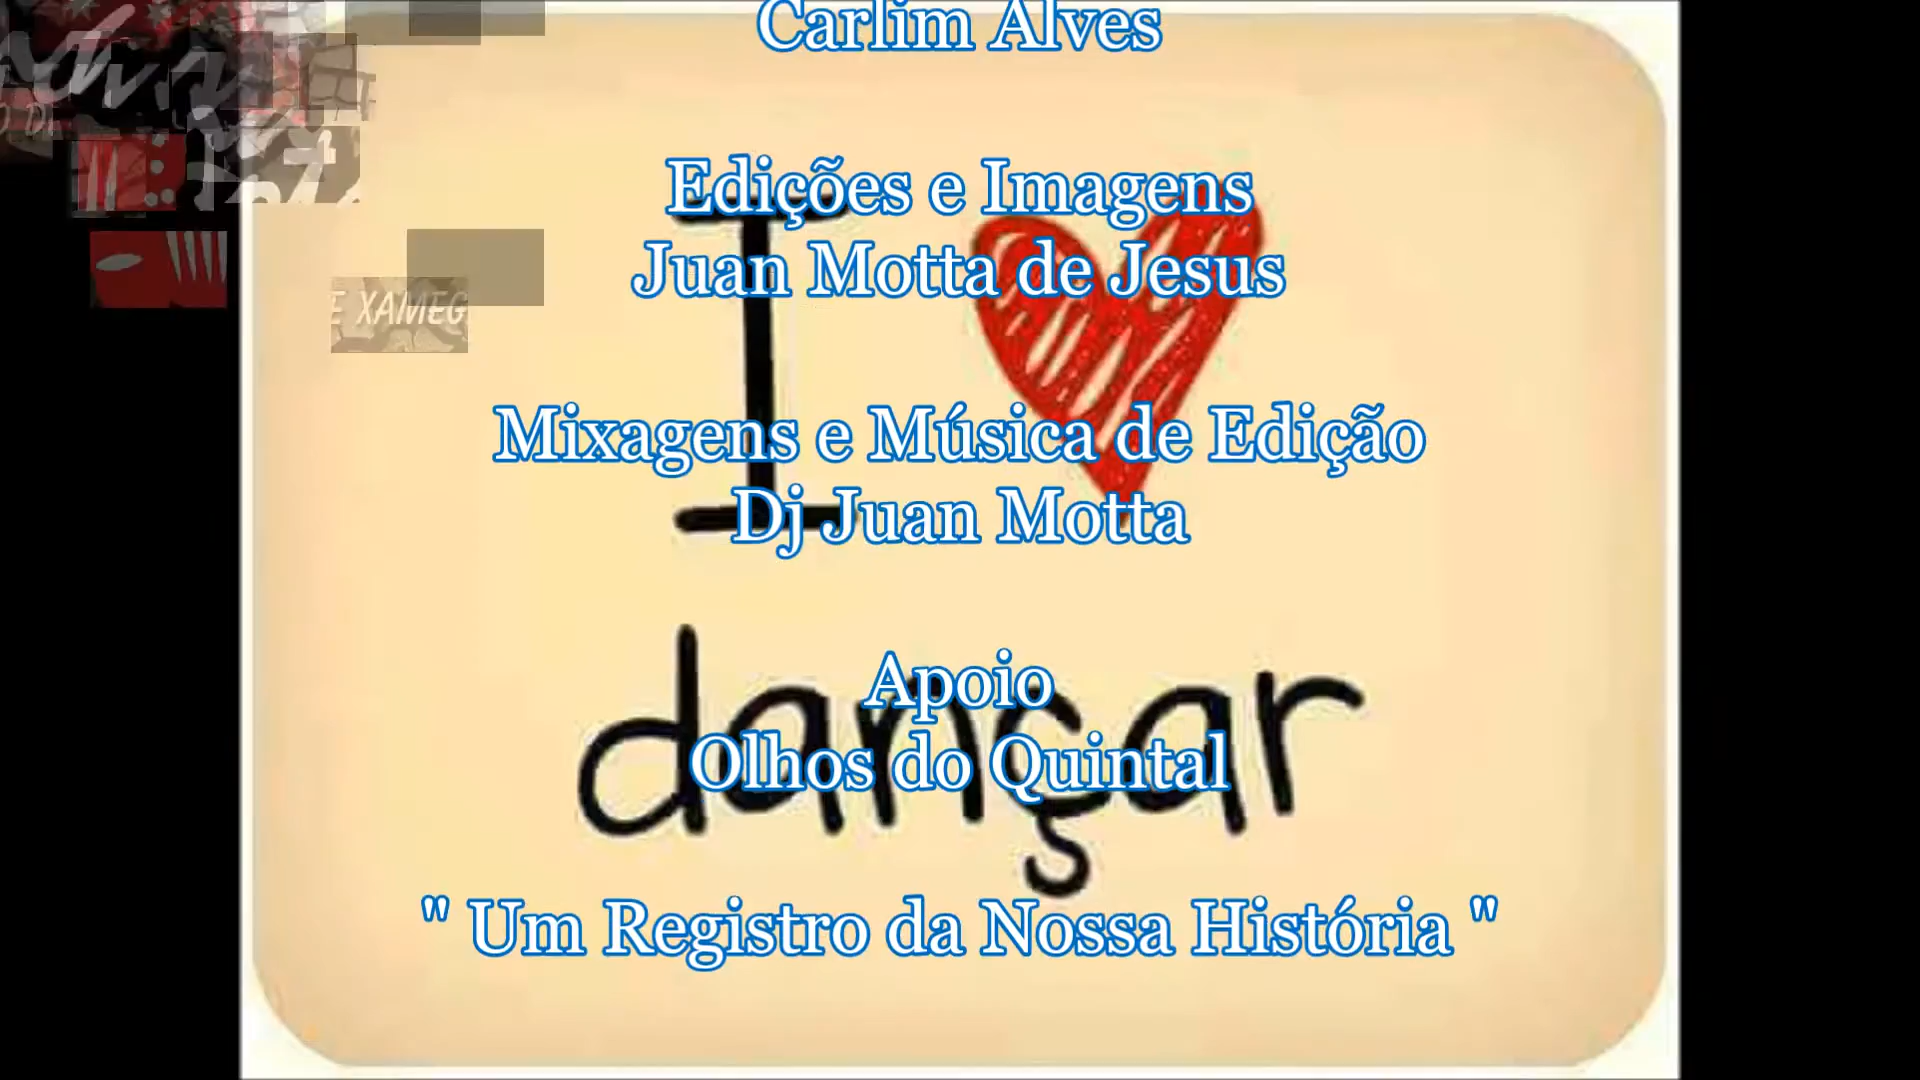 Carlim Alves
Edições e Imagens
Juan Motta de Jesus
E XAMEG
Mixagens e Música de Edição
Dj Juan Motta
I
dançar
Apoio
Olhos do Quintal
" Um Registro da Nossa História "